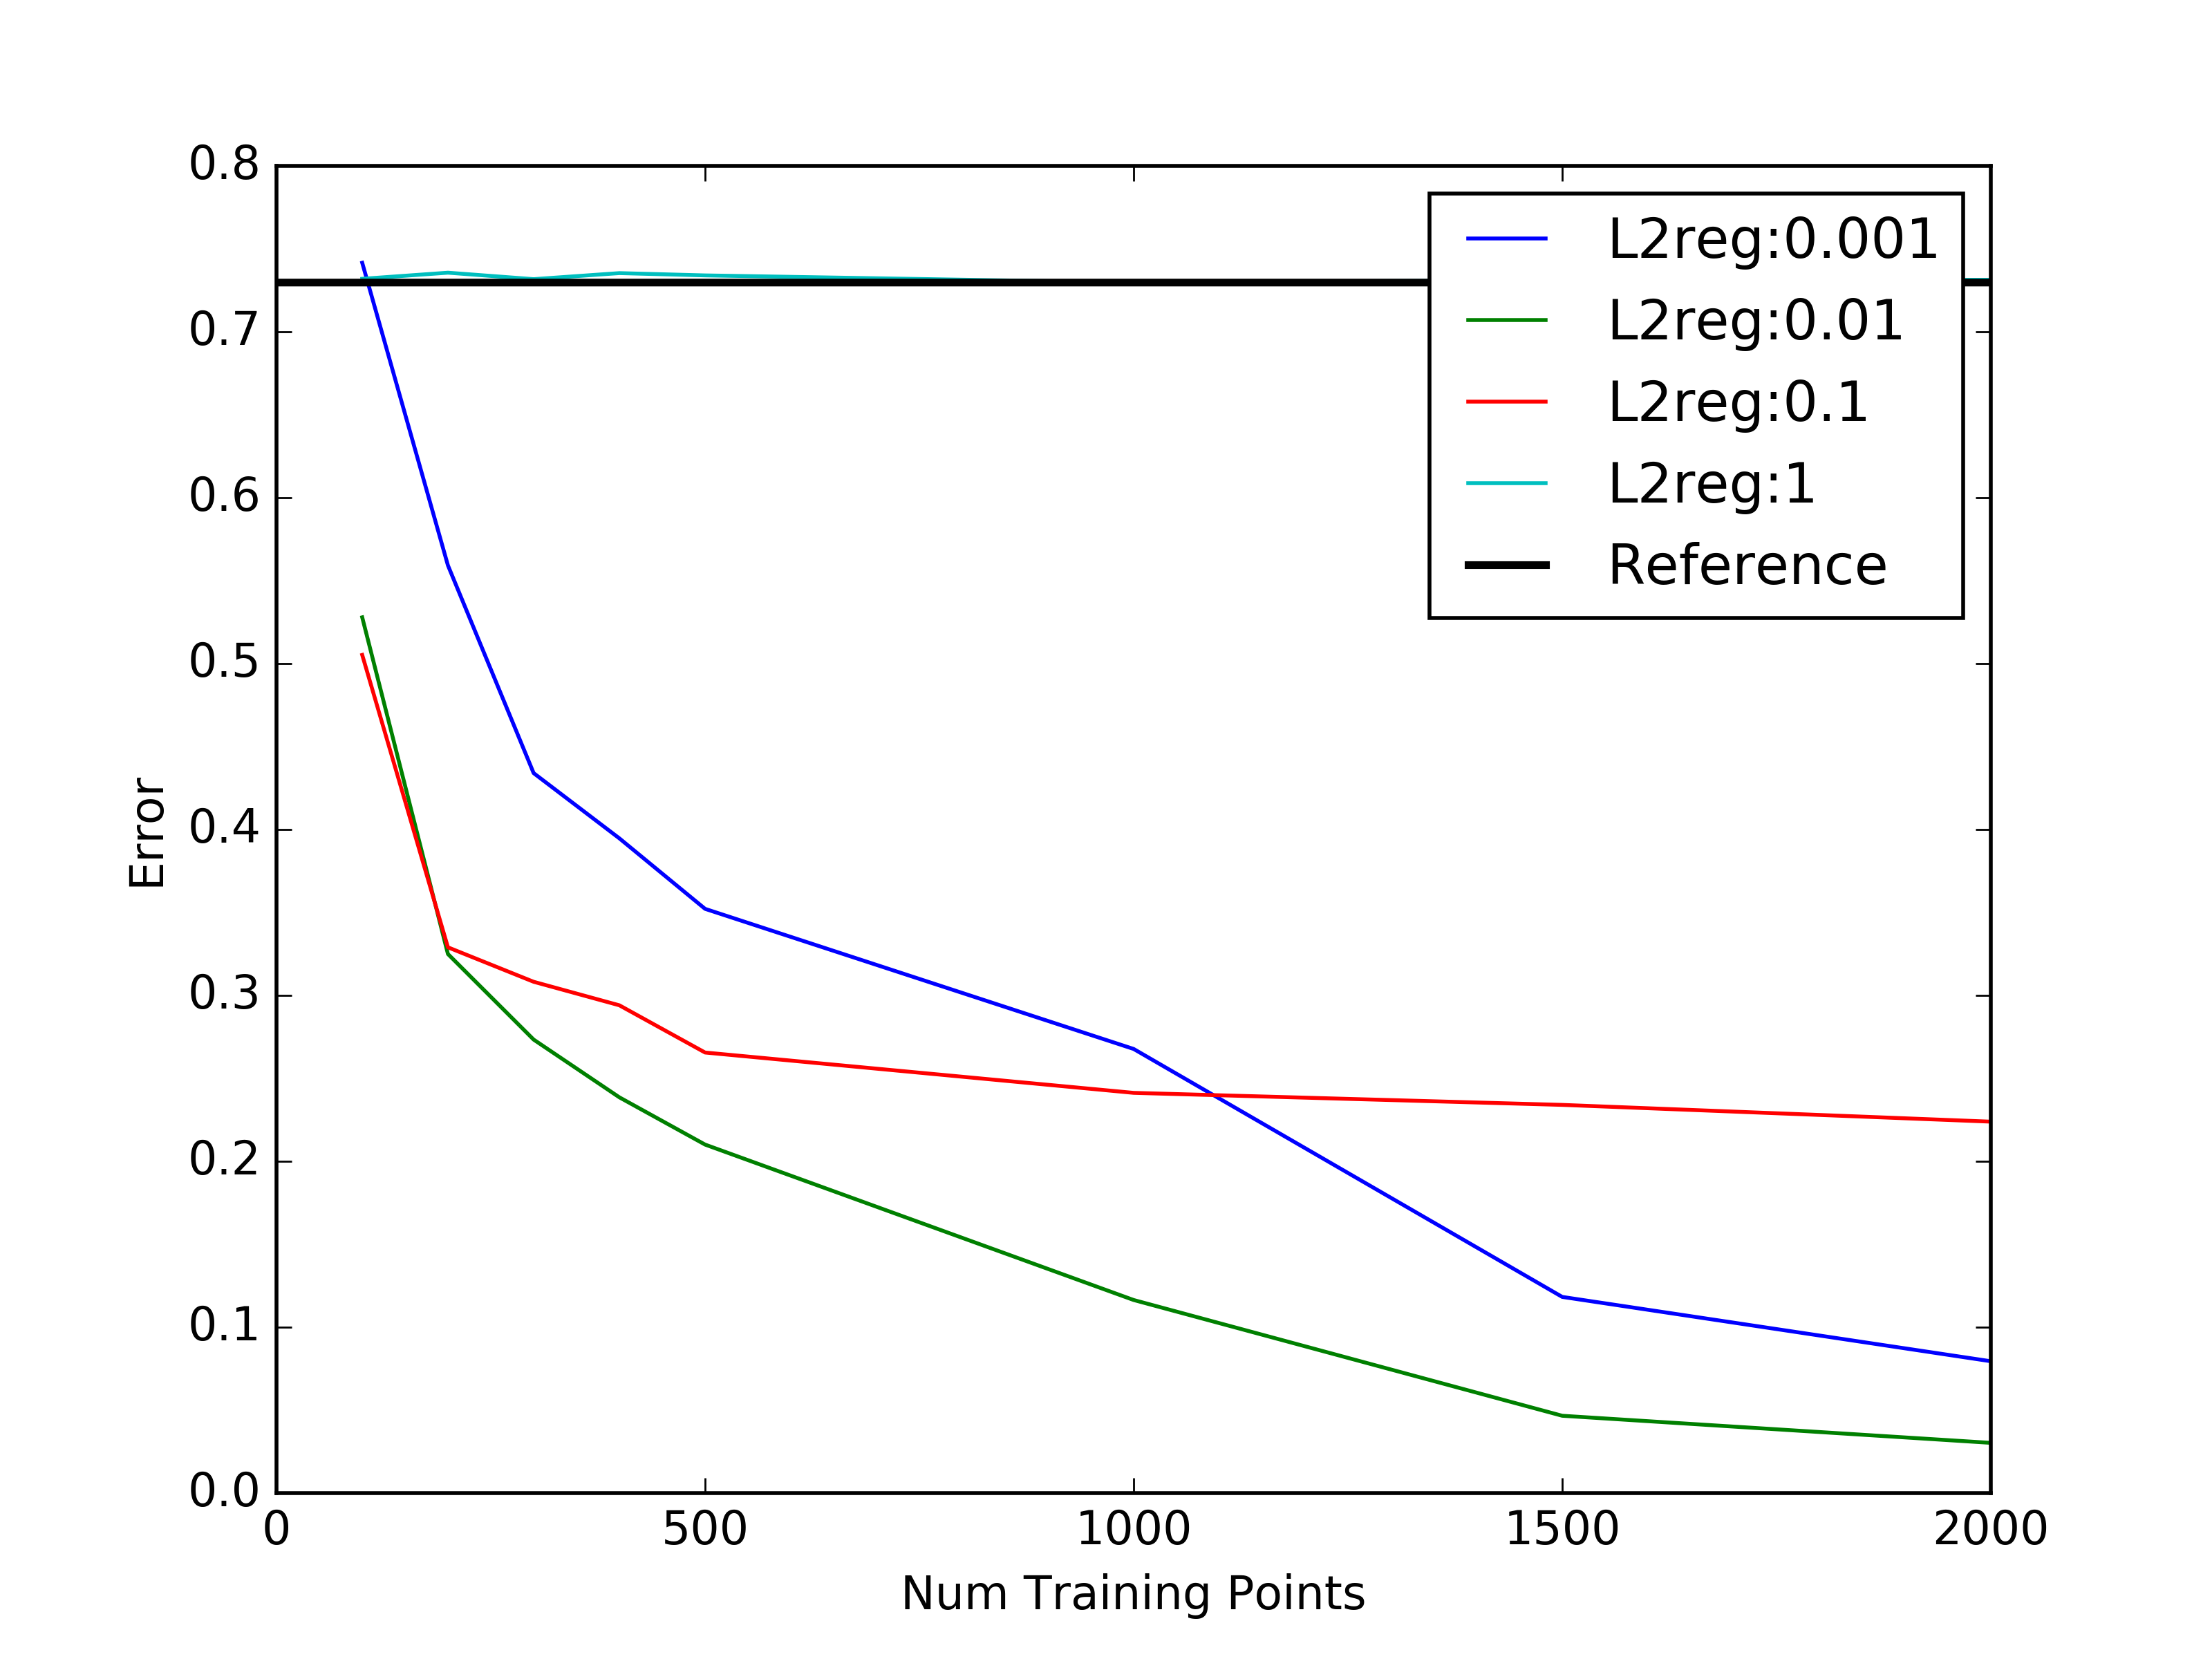 0.8
0.7
0.6
0.5
0.4
0.3
0.2
0.1
0.0
Error
L2reg:0.001
L2reg:0.01
L2reg:0.1
L2reg:1
Reference
0 500 1000 1500 2000
Num Training Points